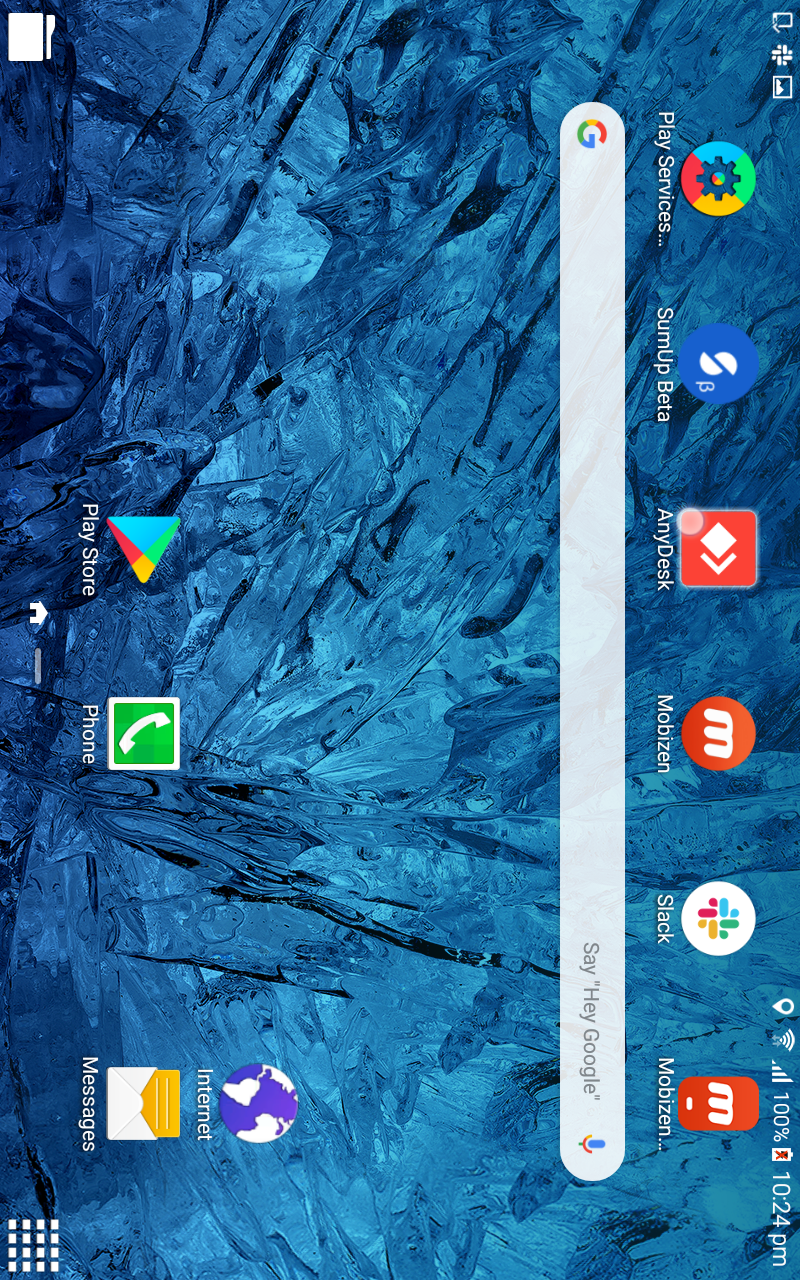 100% 10:24 pm
Play Services...
SumUp Beta
AnyDesk
Mobizen
Slack
Mobizen...
Say "Hey Google"
Internet
Play Store
Phone
Messages